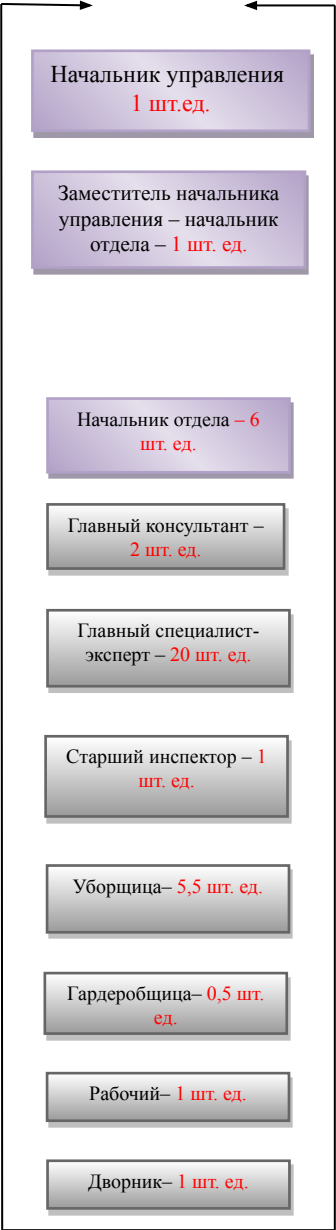 Начальник управления
1 шт.ед.
Заместитель начальника
управления – начальник
отдела – 1 шт. ед.
Начальник отдела – 6
шт. ед.
Главный консультант –
2 шт. ед.
Главный специалист-
эксперт – 20 шт. ед.
Старший инспектор – 1
шт. ед.
Уборщица– 5,5 шт. ед.
Гардеробщица– 0,5 шт.
ед.
Рабочий– 1 шт. ед.
Дворник– 1 шт. ед.